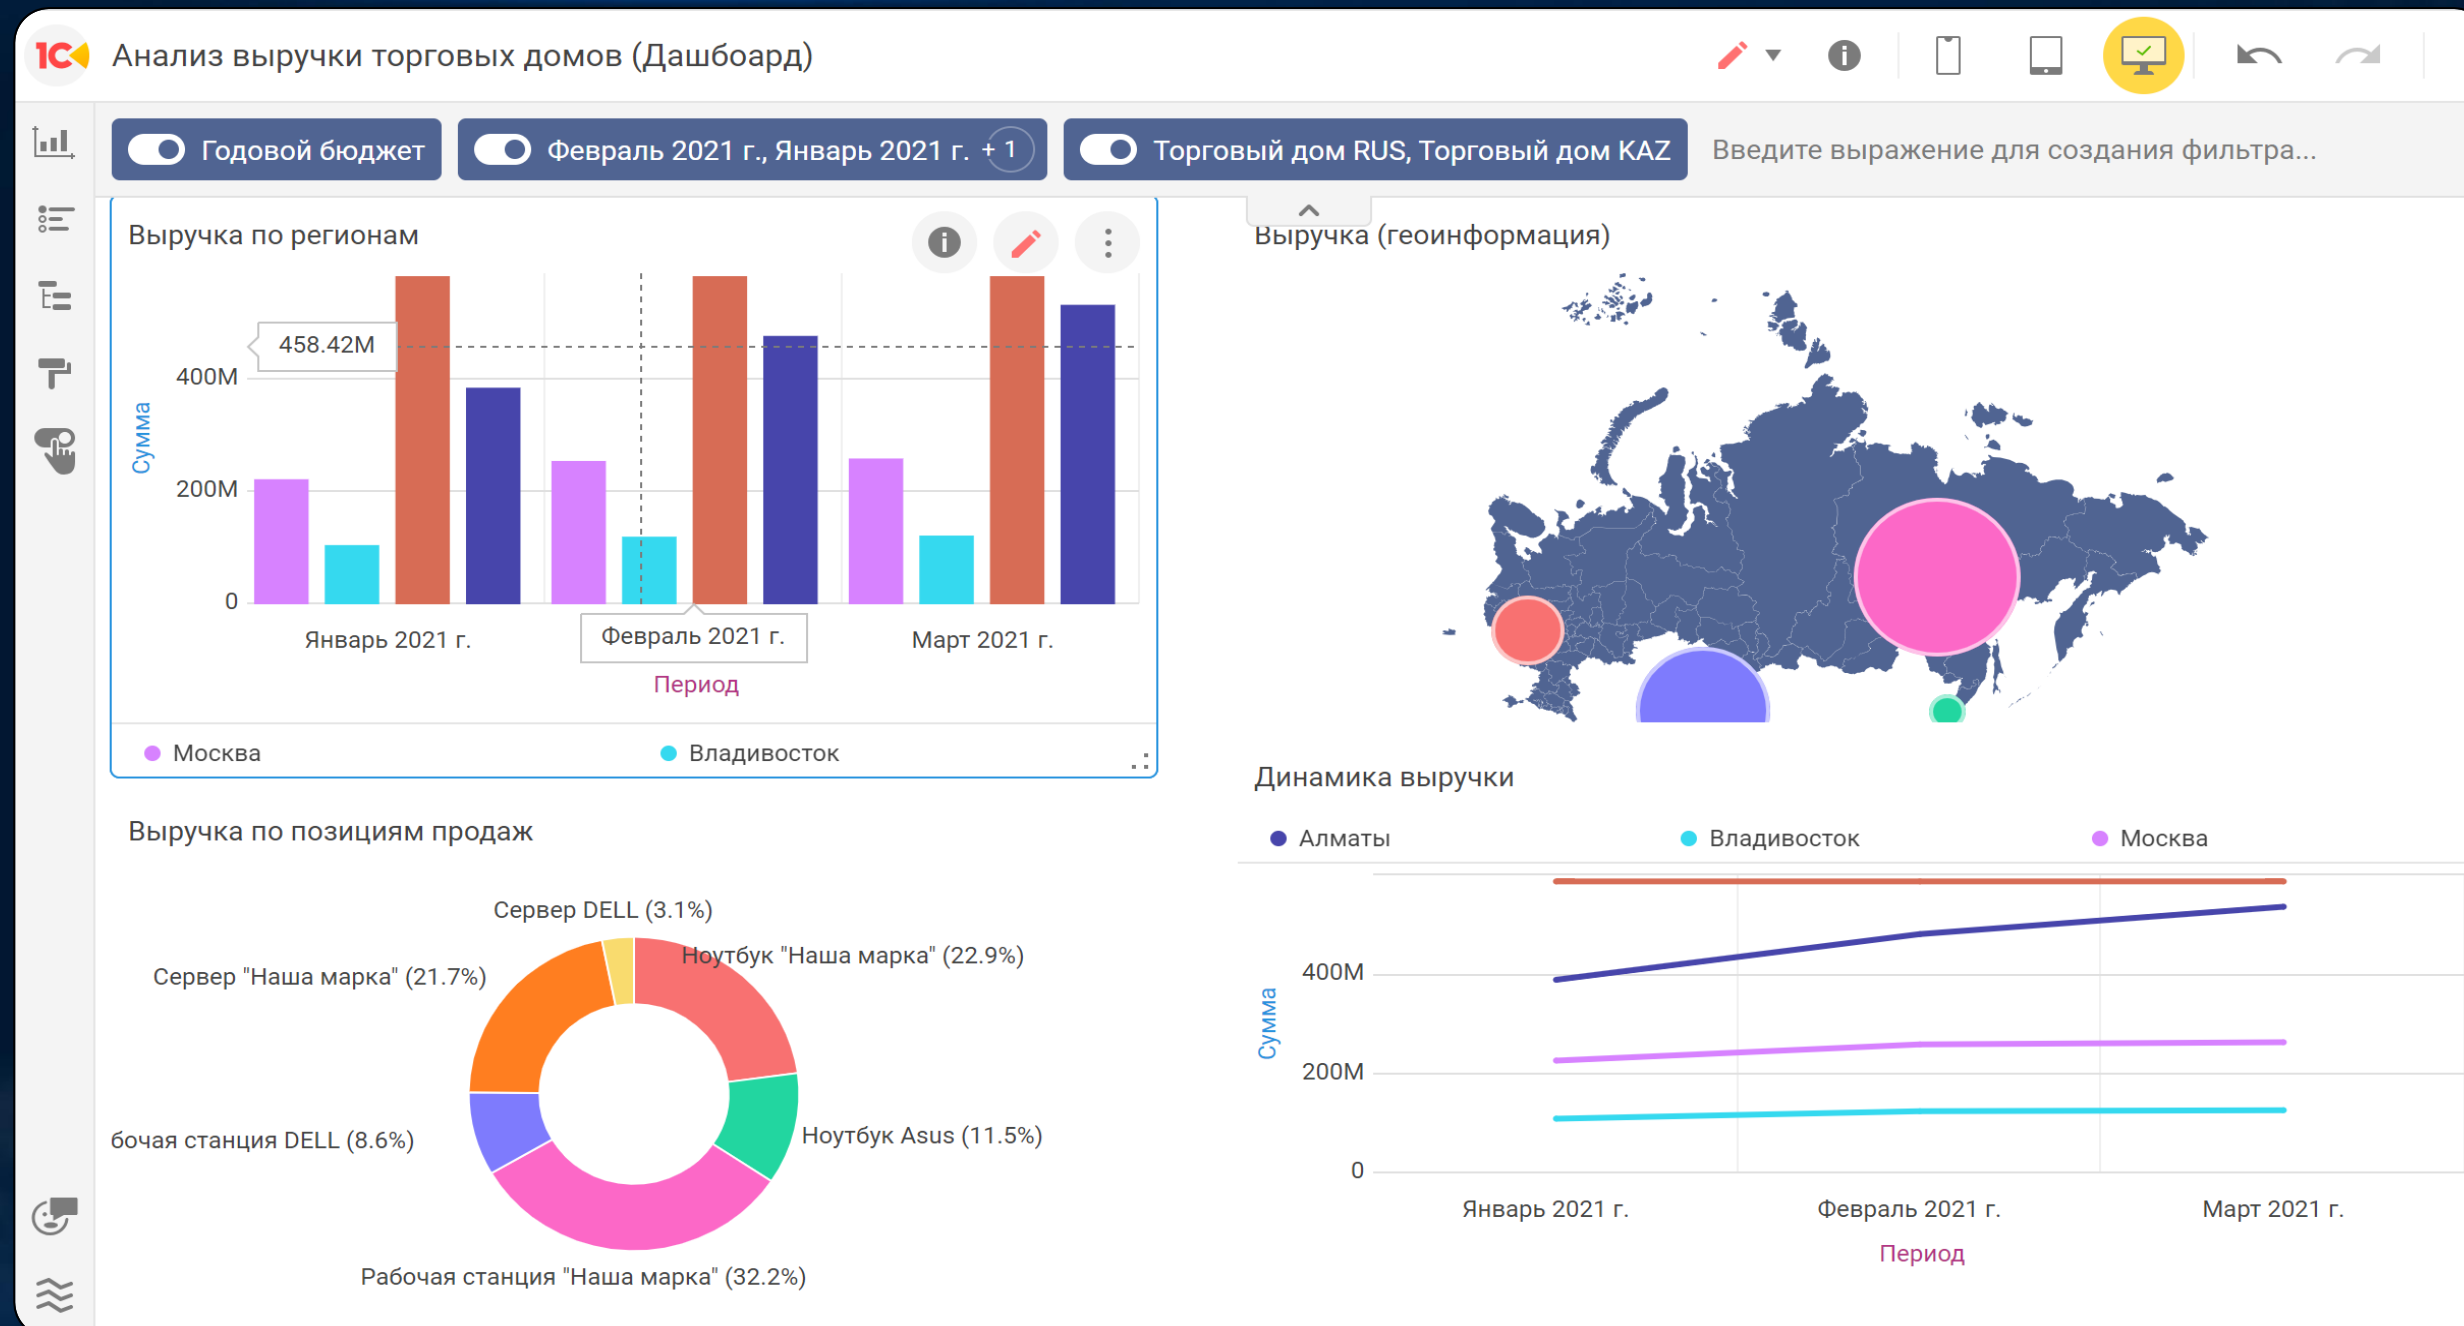 1С Анализ выручки торговых домов (Дашбоард)
Годовой бюджет
Февраль 2021 г., Январь 2021 г. + 1
Торговый дом RUS, Торговый дом KAZ
Введите выражение для создания фильтра...
Выручка по регионам
458.42M
400M
200M
0
Сумма
Январь 2021 г.
Февраль 2021 г.
Март 2021 г.
Период
Москва
Владивосток
Выручка (геоинформация)
Выручка по позициям продаж
Сервер DELL (3.1%)
Ноутбук "Наша марка" (22.9%)
Сервер "Наша марка" (21.7%)
Ноутбук Asus (11.5%)
бочая станция DELL (8.6%)
Рабочая станция "Наша марка" (32.2%)
Динамика выручки
Алматы
Владивосток
Москва
400M
200M
0
Сумма
Январь 2021 г.
Февраль 2021 г.
Март 2021 г.
Период